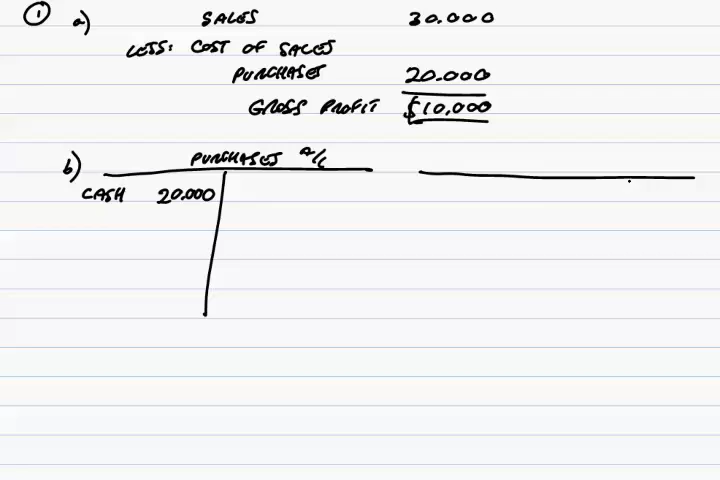 ① a) SALES 30.000
LESS: COST OF SALES
PURCHASES 20.000
GROSS PROFIT $10,000
b) PURCHASES A/C
CASH 20.000